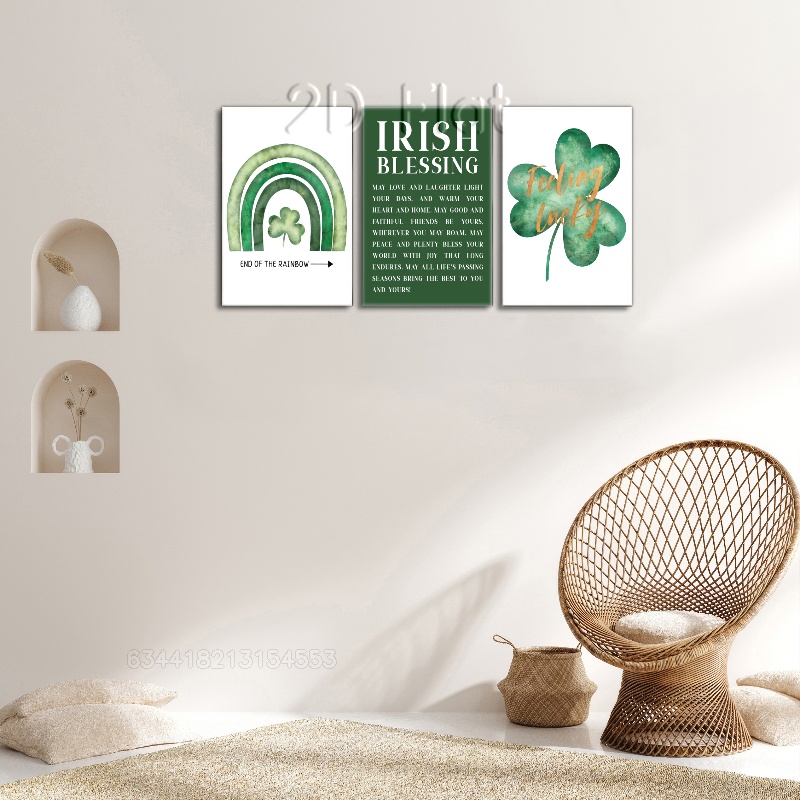 2D Flat
IRISH
BLESSING
MAY LOVE AND LAUGHTER LIGHT
YOUR DAYS, AND WARM YOUR
HEART AND HOME. MAY GOOD AND
FAITHFUL FRIENDS BE YOURS,
WHEREVER YOU MAY ROAM. MAY
PEACE AND PLENTY BLESS YOUR
WORLD WITH JOY THAT LONG
ENDURES. MAY ALL LIFE'S PASSING
SEASONS BRING THE BEST TO YOU
AND YOURS!
END OF THE RAINBOW
Feeling
lucky
634418213154553